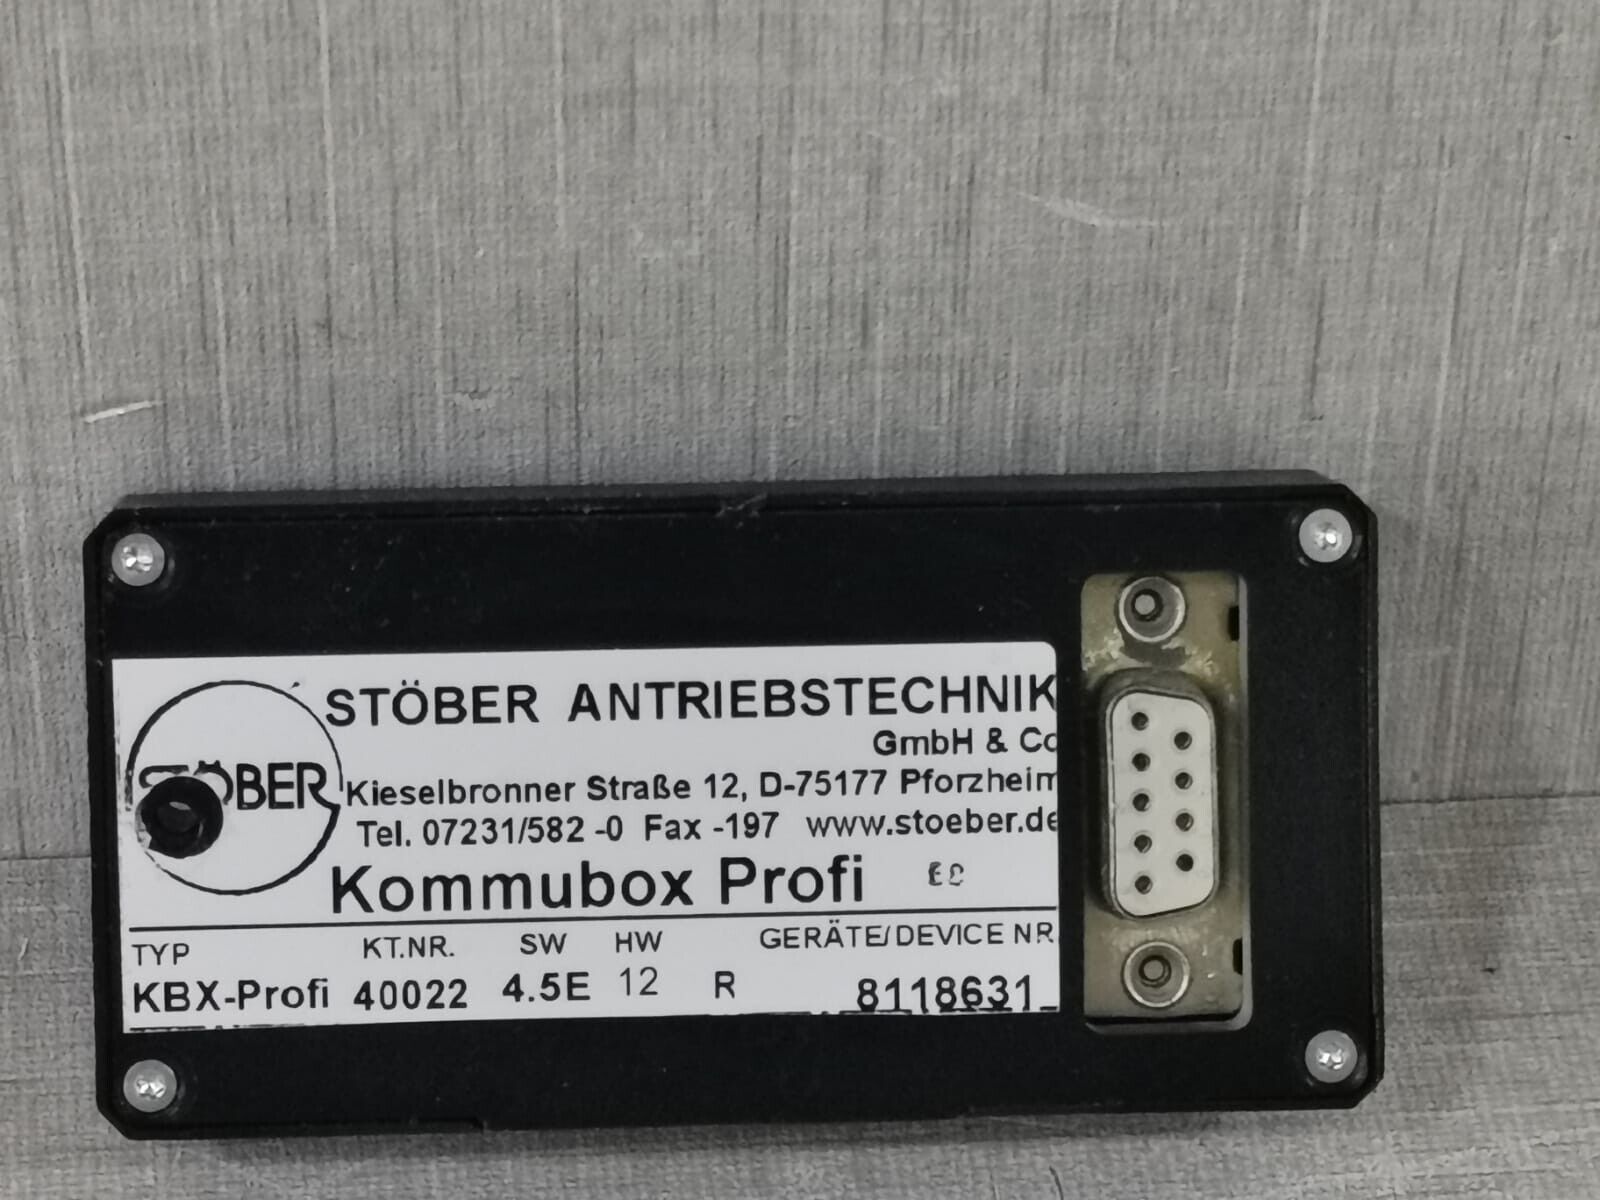 STÖBER
STÖBER ANTRIEBSTECHNIK
GmbH & Co
Kieselbronner Straße 12, D-75177 Pforzheim
Tel. 07231/582 -0 Fax -197 www.stoeber.de
Kommubox Profi
TYP KT.NR. SW HW GERÄTE/DEVICE NR.
KBX-Profi 40022 4.5E 12 R 8118631